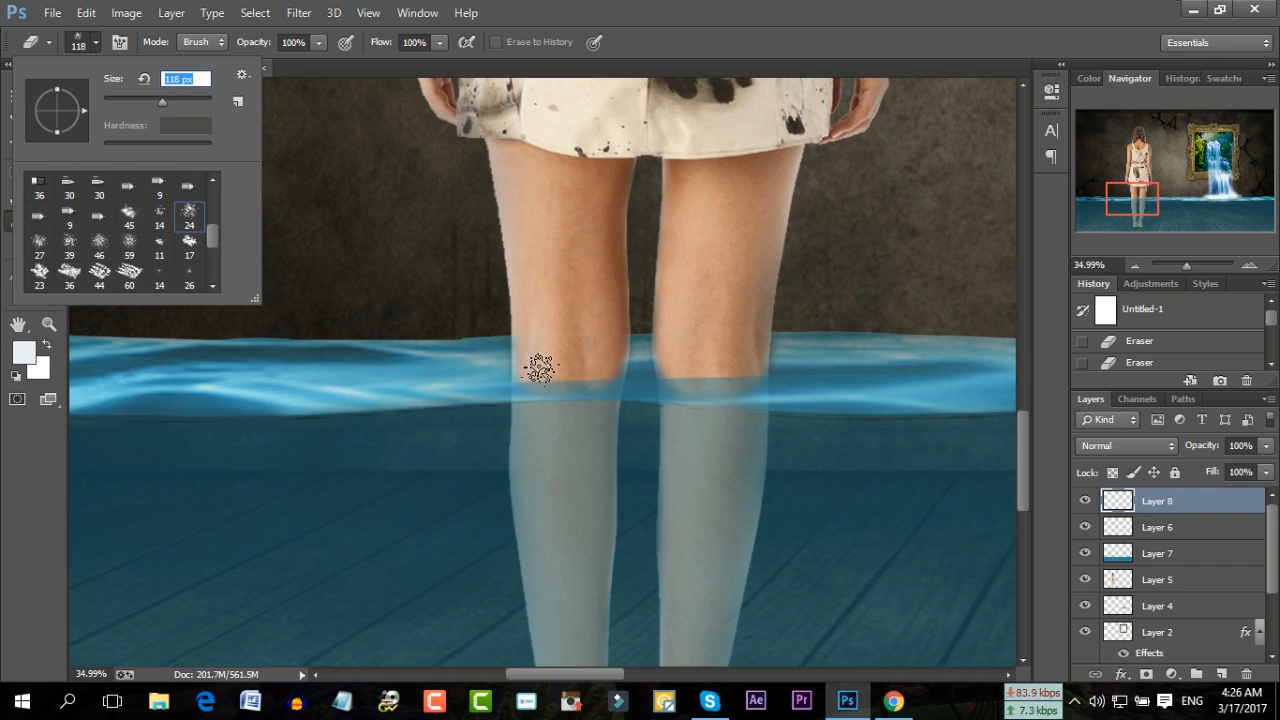 Ps File Edit Image Layer Type Select Filter 3D View Window Help
118 Mode: Brush Opacity: 100% Flow: 100% Erase to History Essentials
Size: 118 px
Hardness:
36 30 30 9
9 45 14 24
27 39 46 59 11 17
23 36 44 60 14 26
Color Navigator Histogr Swatche
34.99%
History Adjustments Styles
Untitled-1
Eraser
Eraser
Layers Channels Paths
Kind
Normal Opacity: 100%
Lock: Fill: 100%
Layer 8
Layer 6
Layer 7
Layer 5
Layer 4
Layer 2 fx
Effects
34.99% Doc: 201.7M/561.5M
83.9 kbps
7.3 kbps
Ae Pr Ps
ENG
4:26 AM
3/17/2017